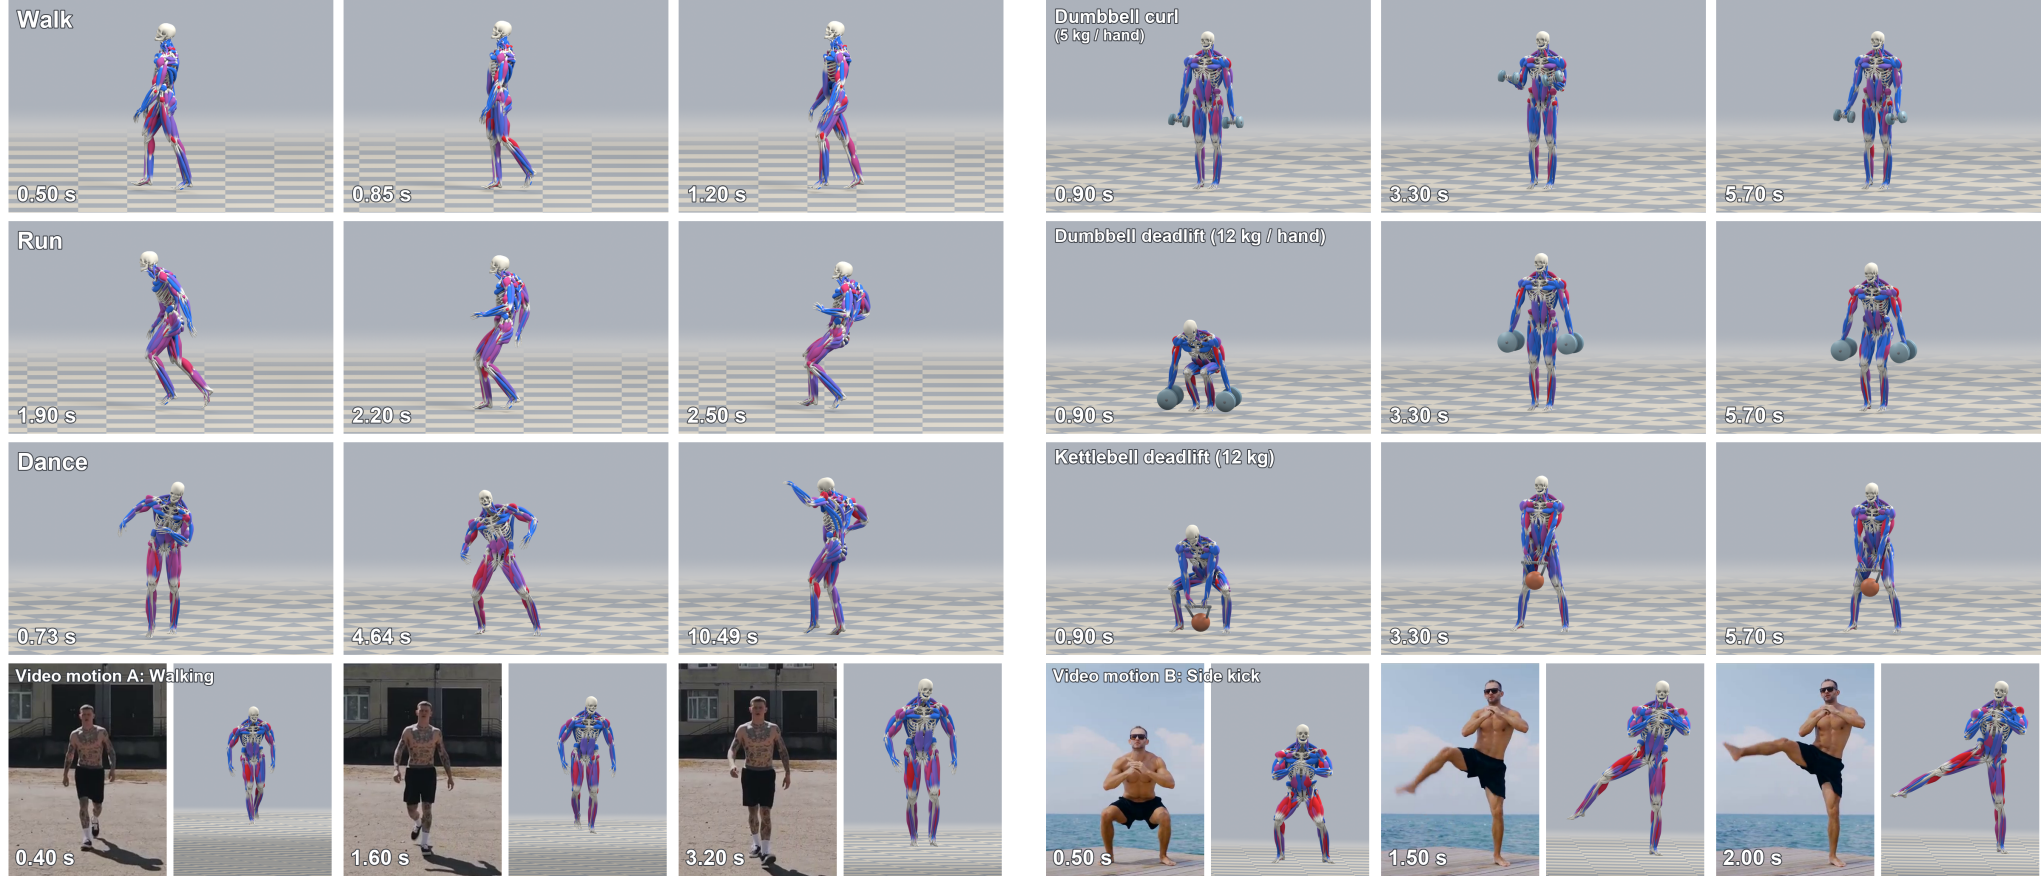 Walk
0.50 s
0.85 s
1.20 s
Run
1.90 s
2.20 s
2.50 s
Dance
0.73 s
4.64 s
10.49 s
Video motion A: Walking
0.40 s
1.60 s
3.20 s
Dumbbell curl
(5 kg / hand)
0.90 s
3.30 s
5.70 s
Dumbbell deadlift (12 kg / hand)
0.90 s
3.30 s
5.70 s
Kettlebell deadlift (12 kg)
0.90 s
3.30 s
5.70 s
Video motion B: Side kick
0.50 s
1.50 s
2.00 s